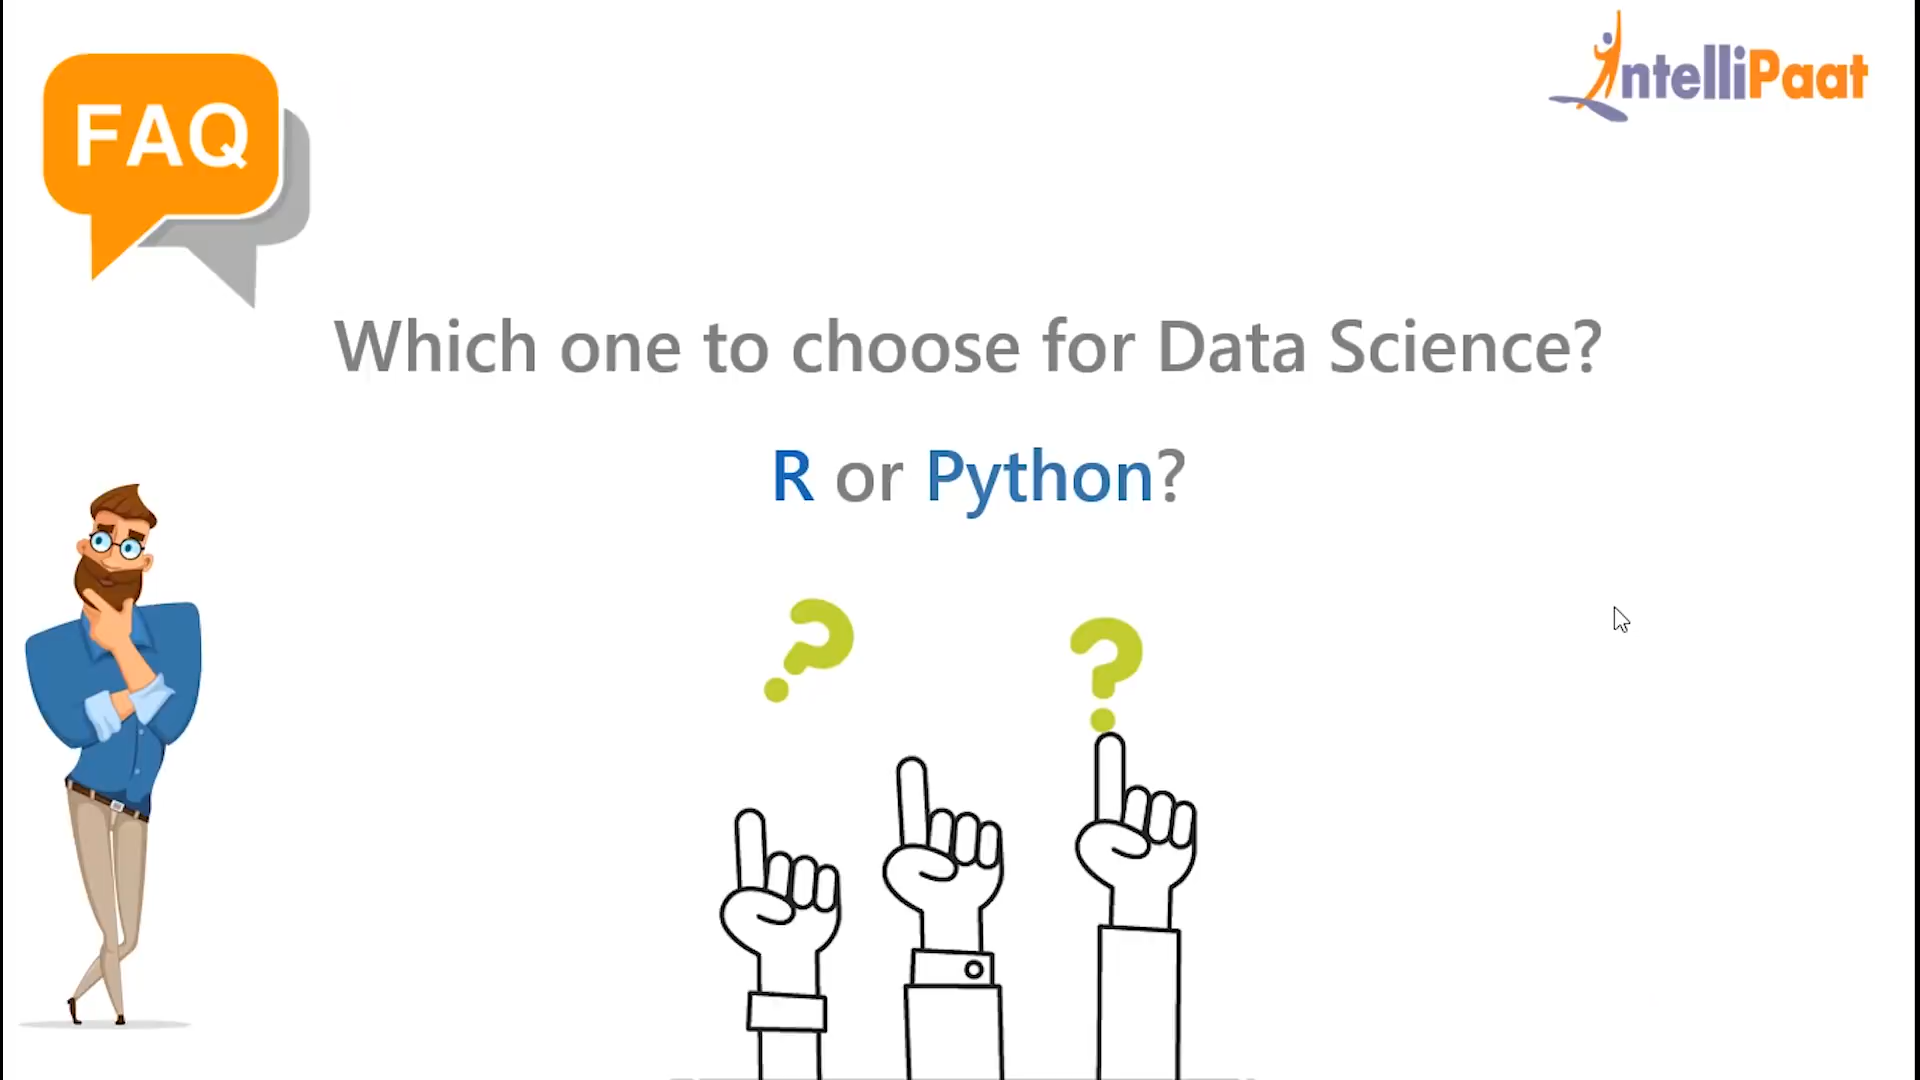 FAQ
IntelliPaat
Which one to choose for Data Science?
R or Python?